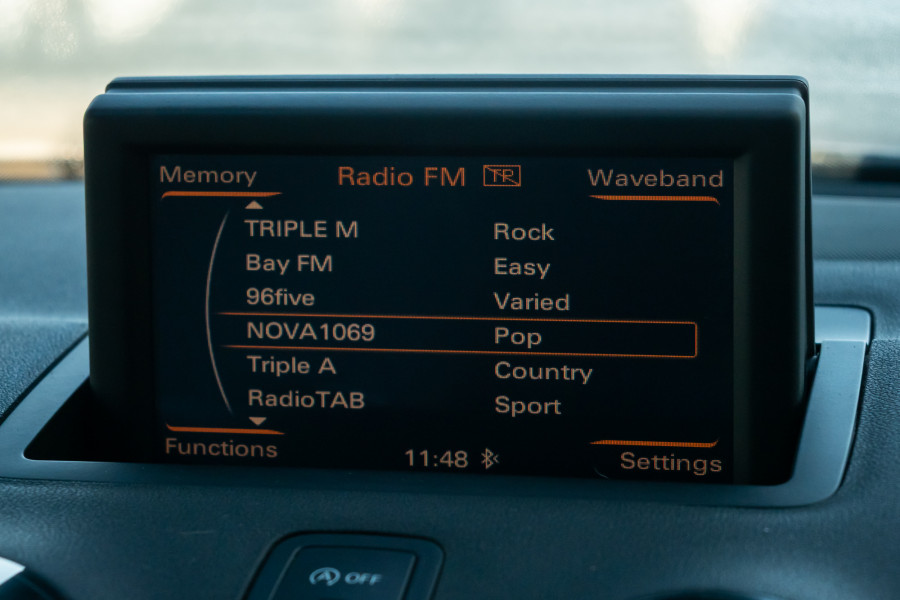 Memory Radio FM TP Waveband
TRIPLE M Rock
Bay FM Easy
96five Varied
NOVA1069 Pop
Triple A Country
RadioTAB Sport
Functions 11:48 Settings
A OFF